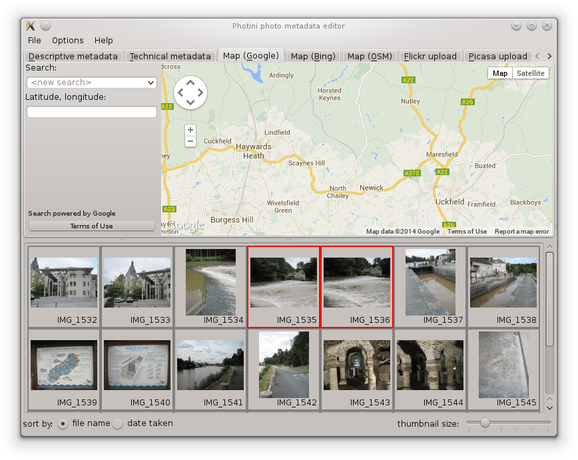 Photini photo metadata editor
File Options Help
Descriptive metadata Technical metadata Map (Google) Map (Bing) Map (OSM) Flickr upload Picasa upload
Search:
<new search>
Latitude, longitude:
Search powered by Google
Terms of Use
Map Satellite
Ardingly
A22
Horsted
Keynes
Nutley
A26
Lindfield
Cuckfield
Haywards
Heath
Scaynes Hill
Maresfield
A23
A272
A22
Buxted
North
Chailey
Newick
Wivelsfield
Green
Uckfield
Framfield
Blackboys
A23
Burgess Hill
A26
Google
Map data ©2014 Google Terms of Use Report a map error
IMG_1532 IMG_1533 IMG_1534 IMG_1535 IMG_1536 IMG_1537 IMG_1538
IMG_1539 IMG_1540 IMG_1541 IMG_1542 IMG_1543 IMG_1544 IMG_1545
sort by: file name date taken thumbnail size: